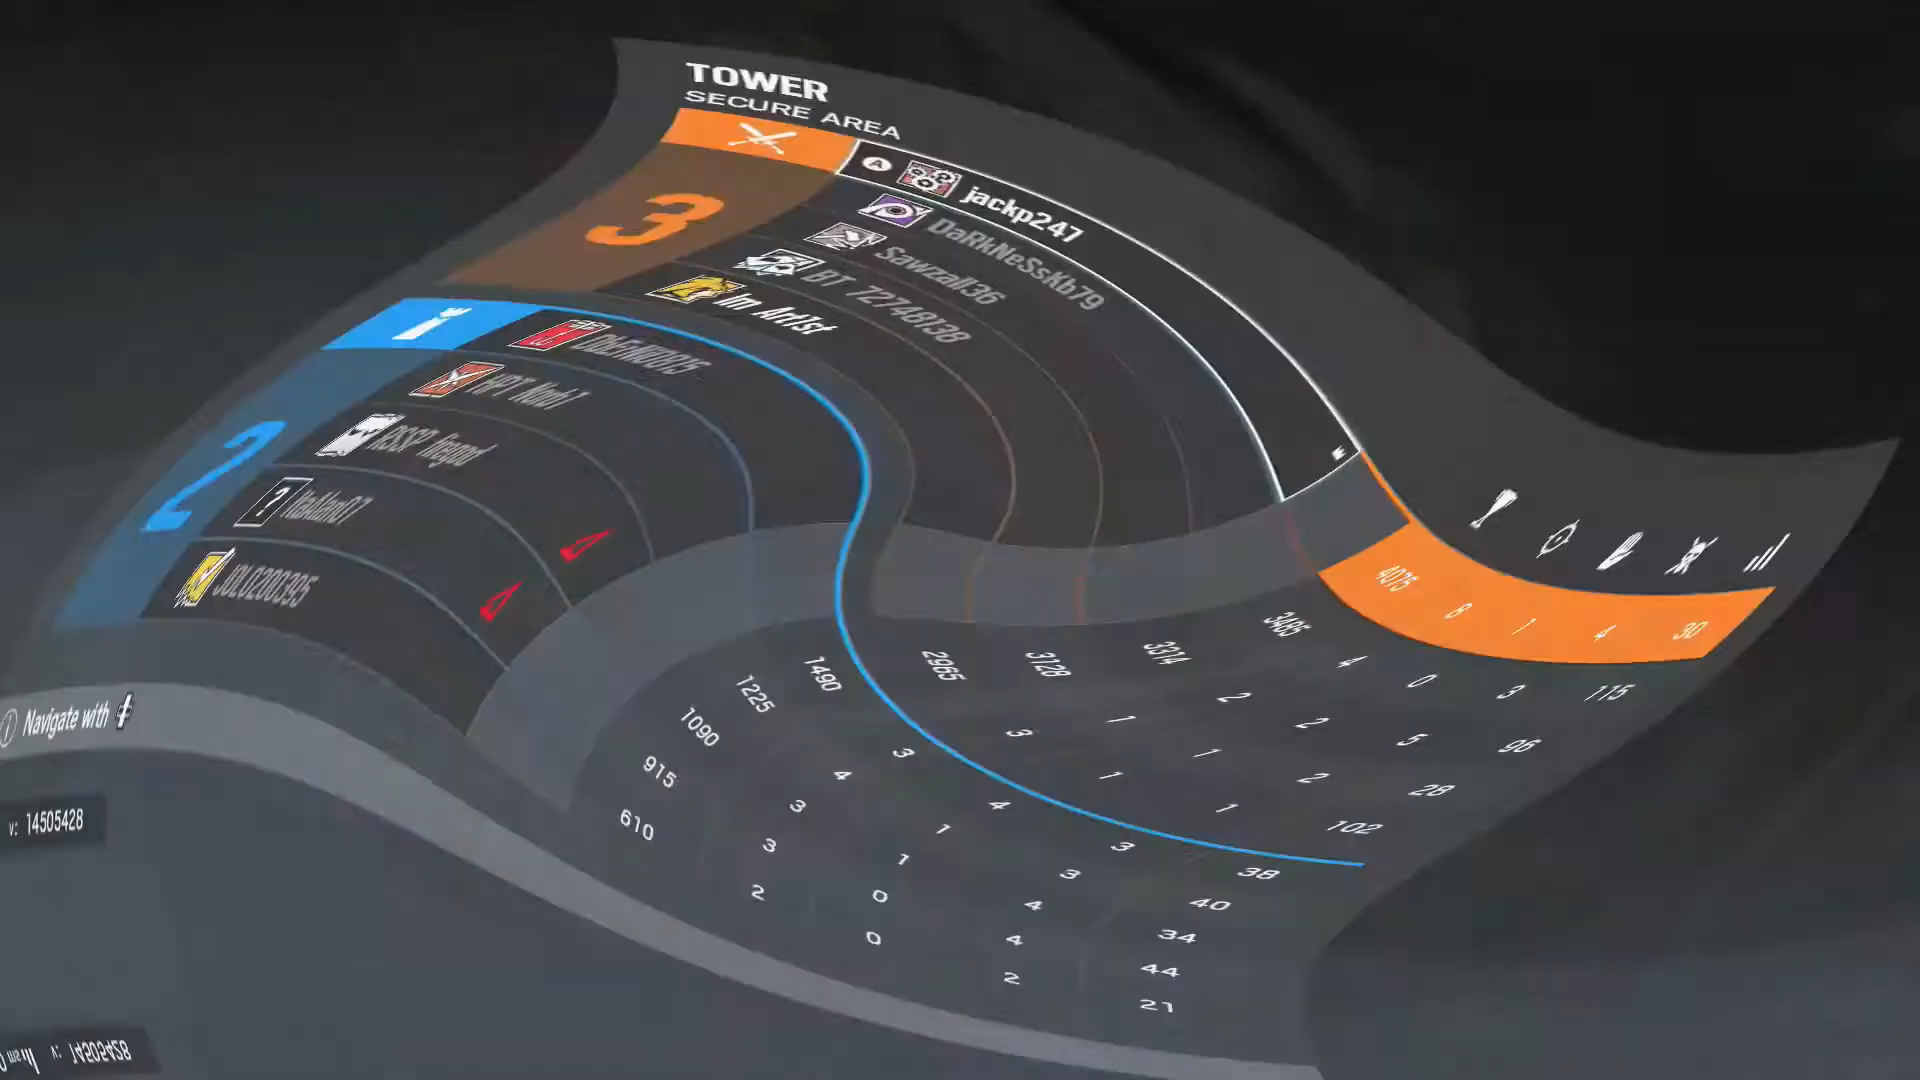 TOWER
SECURE AREA
3
A jackp247 4075 8 1 4 30
DaRkNeSsKb79 3485 4 0 3 115
Sawzall36 3314 2 2 5 96
BT 72748138 3128 1 1 2 28
Im Art1st 2965 3 1 1 102
2
1490 3 4 3 38
1225 4 1 3 40
RSSP 1090 3 1 4 34
? 915 3 0 4 44
610 2 0 2 21
Navigate with
v: 14505428
v: 14505428